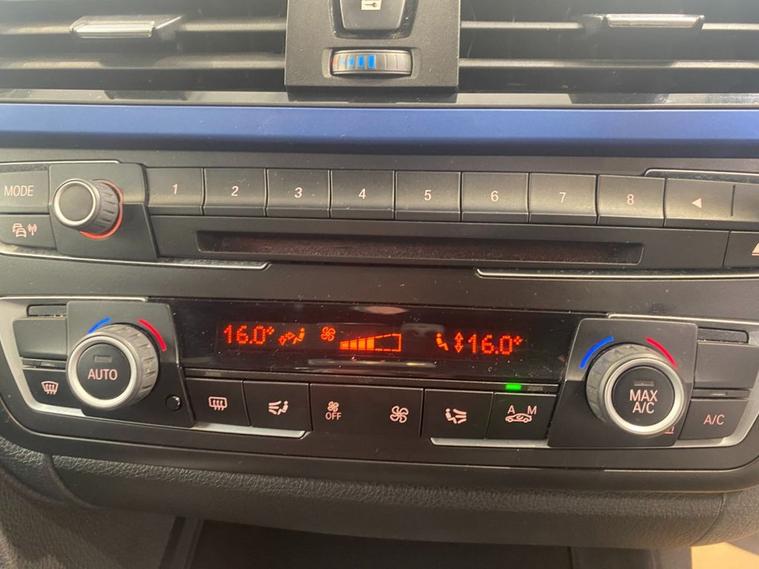 MODE 1 2 3 4 5 6 7 8
16.0° 16.0°
AUTO
OFF
A M
MAX
A/C
A/C